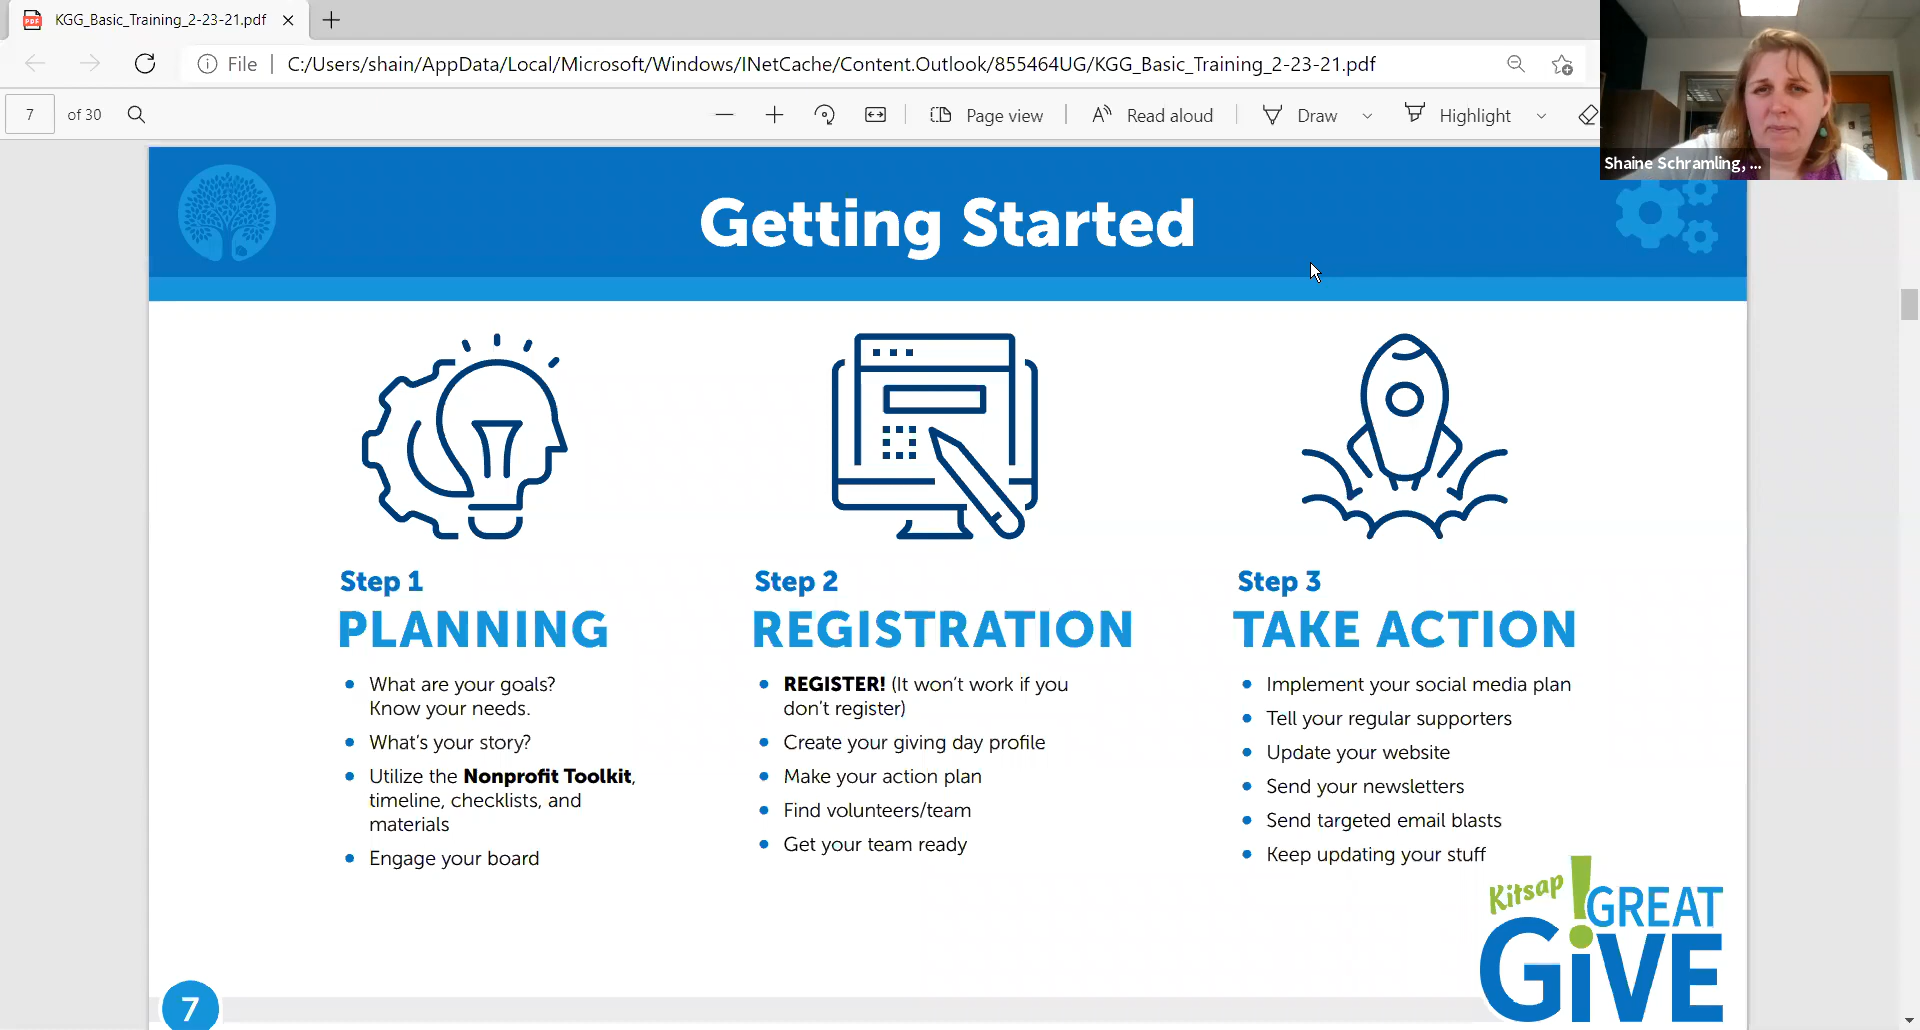 KGG_Basic_Training_2-23-21.pdf
File
C:/Users/shain/AppData/Local/Microsoft/Windows/INetCache/Content.Outlook/855464UG/KGG_Basic_Training_2-23-21.pdf
7 of 30
Page view
Read aloud
Draw
Highlight
Shaine Schramling, ...
Getting Started
Step 1
PLANNING
• What are your goals?
Know your needs.
• What's your story?
• Utilize the Nonprofit Toolkit,
timeline, checklists, and
materials
• Engage your board
Step 2
REGISTRATION
• REGISTER! (It won't work if you
don't register)
• Create your giving day profile
• Make your action plan
• Find volunteers/team
• Get your team ready
Step 3
TAKE ACTION
• Implement your social media plan
• Tell your regular supporters
• Update your website
• Send your newsletters
• Send targeted email blasts
• Keep updating your stuff
Kitsap
GREAT
GiVE
7